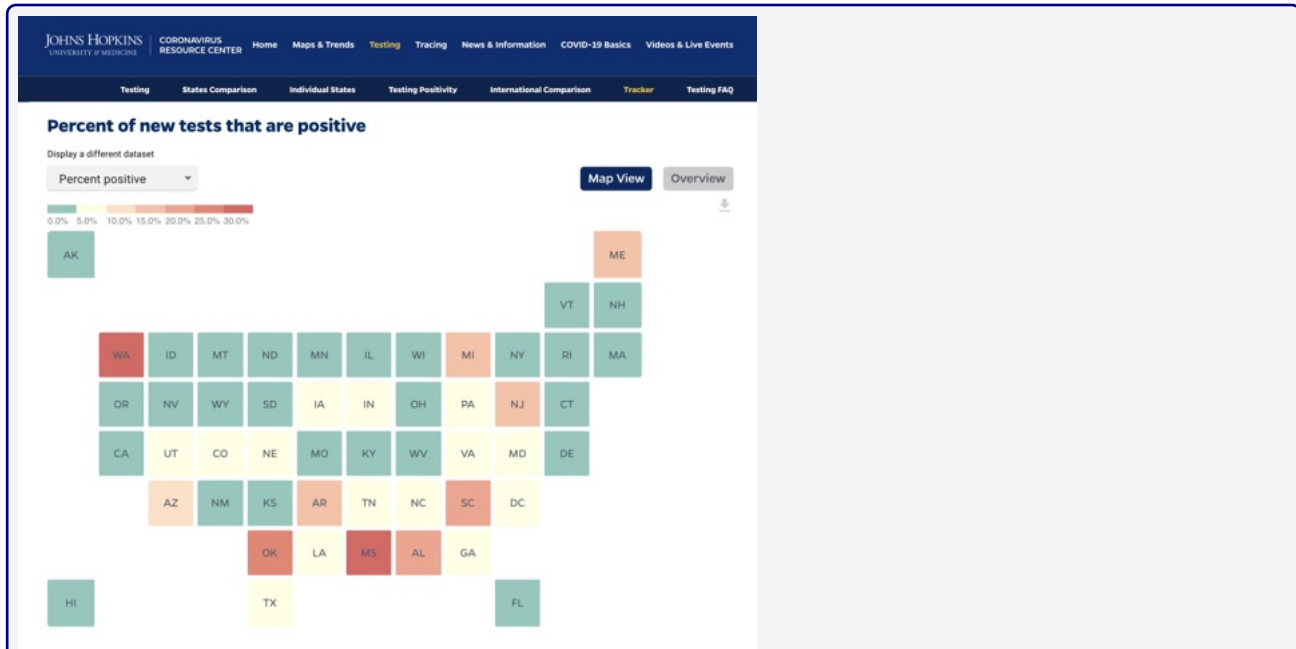 JOHNS HOPKINS
UNIVERSITY of MEDICINE
CORONAVIRUS
RESOURCE CENTER
Home Maps & Trends Testing Tracing News & Information COVID-19 Basics Videos & Live Events
Testing States Comparison Individual States Testing Positivity International Comparison Tracker Testing FAQ
Percent of new tests that are positive
Display a different dataset
Percent positive
Map View Overview
0.0% 5.0% 10.0% 15.0% 20.0% 25.0% 30.0%
AK ME
VT NH
WA ID MT ND MN IL WI MI NY RI MA
OR NV WY SD IA IN OH PA NJ CT
CA UT CO NE MO KY WV VA MD DE
AZ NM KS AR TN NC SC DC
OK LA MS AL GA
HI TX FL